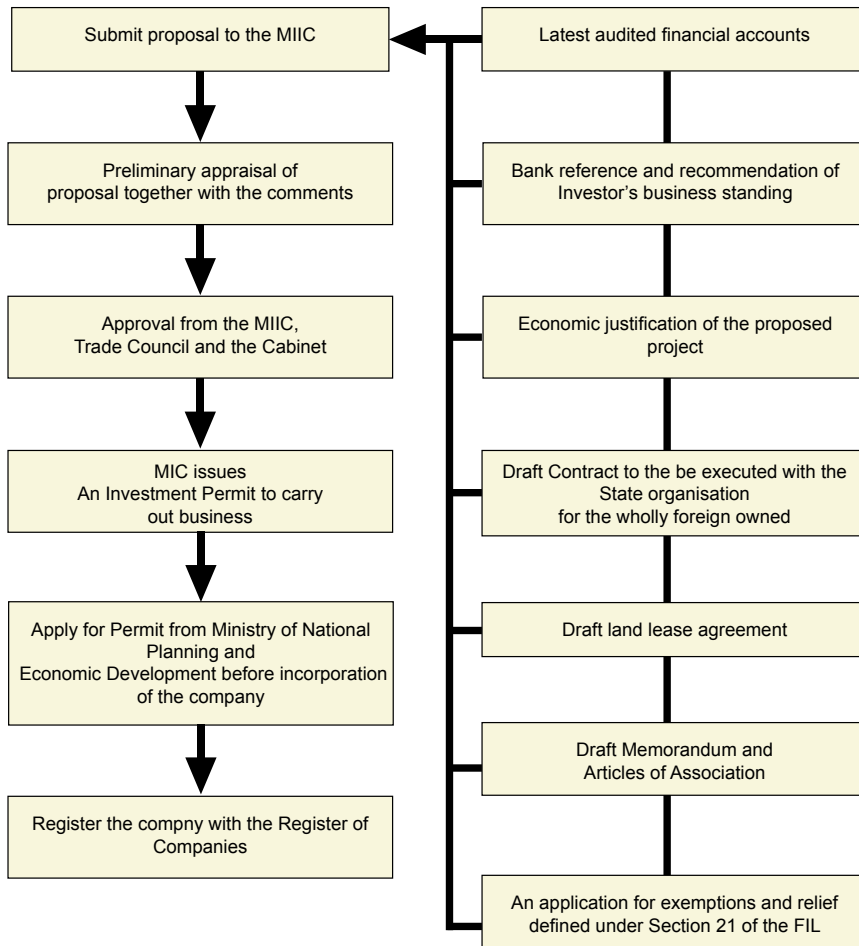 Submit proposal to the MIIC
Preliminary appraisal of
proposal together with the comments
Approval from the MIIC,
Trade Council and the Cabinet
MIC issues
An Investment Permit to carry
out business
Apply for Permit from Ministry of National
Planning and
Economic Development before incorporation
of the company
Register the compny with the Register of
Companies
Latest audited financial accounts
Bank reference and recommendation of
Investor’s business standing
Economic justification of the proposed
project
Draft Contract to the be executed with the
State organisation
for the wholly foreign owned
Draft land lease agreement
Draft Memorandum and
Articles of Association
An application for exemptions and relief
defined under Section 21 of the FIL